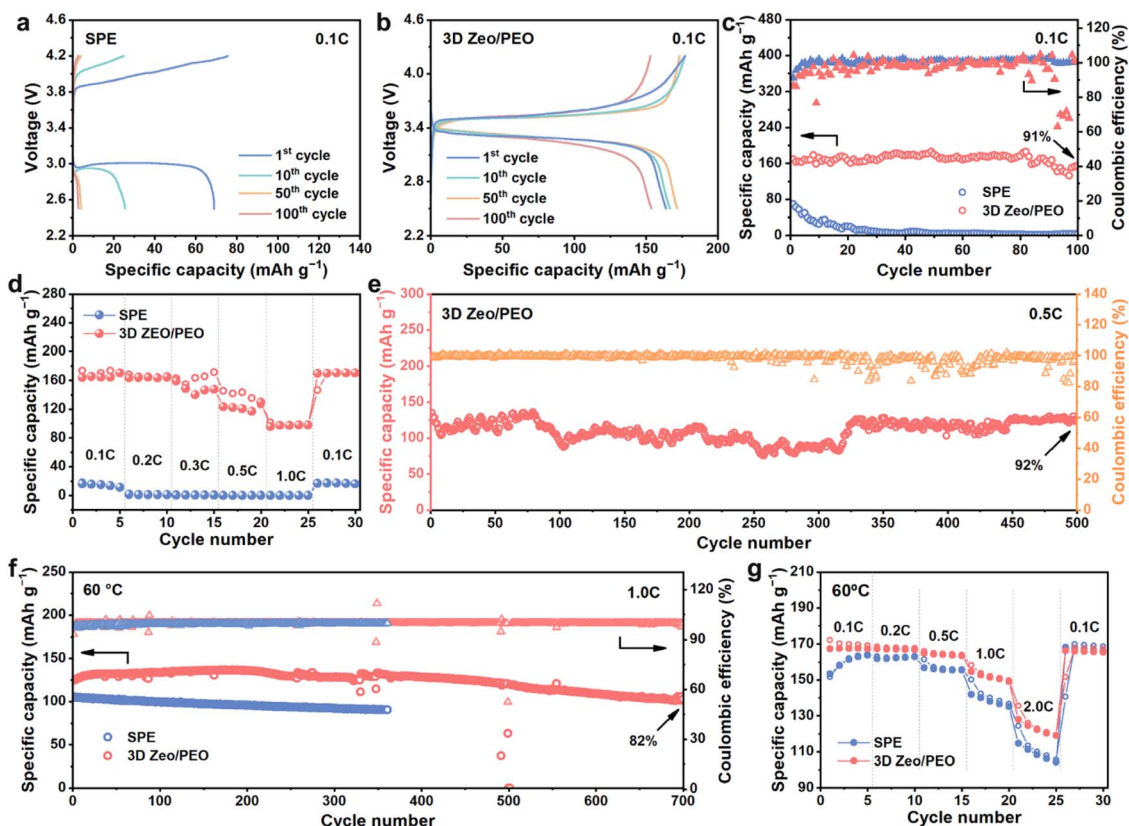 a
SPE
0.1C
4.6
4.2
3.8
3.4
3.0
2.6
2.2
Voltage (V)
1st cycle
10th cycle
50th cycle
100th cycle
0 20 40 60 80 100 120 140
Specific capacity (mAh g−1)
b
3D Zeo/PEO
0.1C
4.6
4.2
3.8
3.4
3.0
2.6
2.2
Voltage (V)
1st cycle
10th cycle
50th cycle
100th cycle
0 50 100 150 200
Specific capacity (mAh g−1)
c
0.1C
480
400
320
240
160
80
0
Specific capacity (mAh g−1)
120
100
80
60
40
20
0
Coulombic efficiency (%)
91%
SPE
3D Zeo/PEO
0 20 40 60 80 100
Cycle number
d
280
240
200
160
120
80
40
0
Specific capacity (mAh g−1)
SPE
3D ZEO/PEO
0.1C
0.2C
0.3C
0.5C
1.0C
0.1C
0 5 10 15 20 25 30
Cycle number
e
3D Zeo/PEO
0.5C
300
250
200
150
100
50
0
Specific capacity (mAh g−1)
140
120
100
80
60
40
20
0
Coulombic efficiency (%)
92%
0 50 100 150 200 250 300 350 400 450 500
Cycle number
f
60 °C
1.0C
250
200
150
100
50
0
Specific capacity (mAh g−1)
120
90
60
30
0
Coulombic efficiency (%)
82%
SPE
3D Zeo/PEO
0 100 200 300 400 500 600 700
Cycle number
g
60ºC
210
190
170
150
130
110
90
Specific capacity (mAh g−1)
0.1C
0.2C
0.5C
1.0C
2.0C
0.1C
SPE
3D Zeo/PEO
0 5 10 15 20 25 30
Cycle number